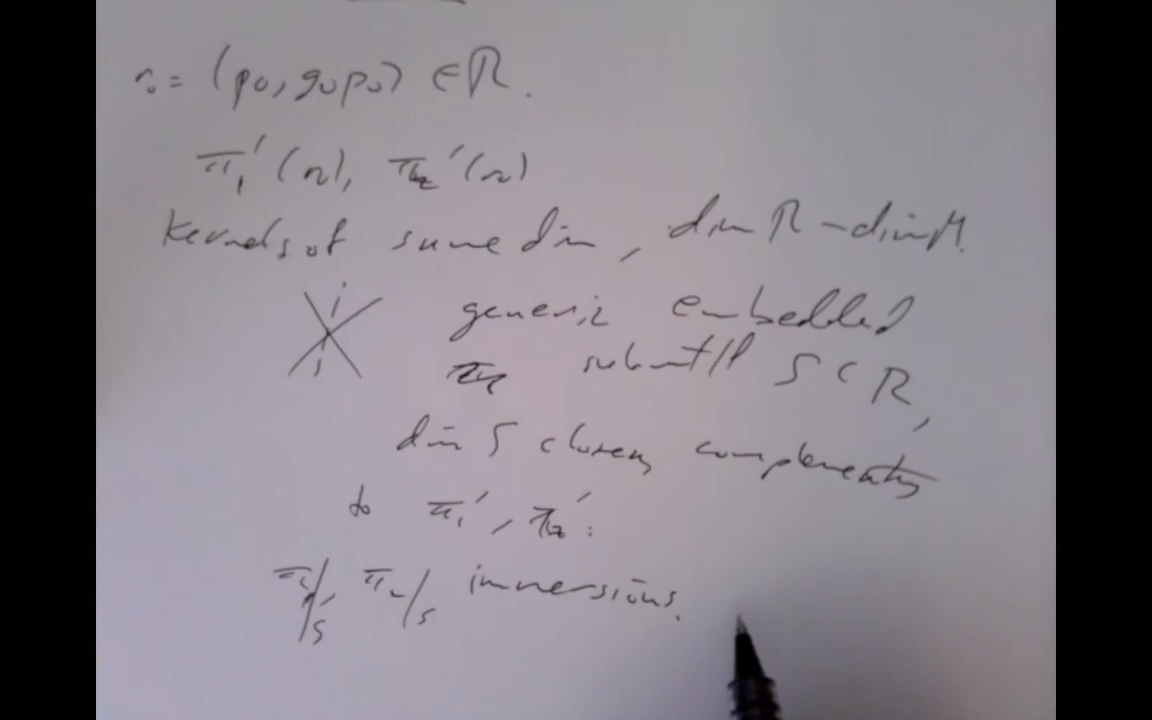 r₀ = (p₀, g₀p₀) ∈ R.
π₁′(r₀), π₂′(r₀)
kernels of same dim, dim R − dim M.
generic embedded
submfld S ⊂ R,
dim S chosen complementary
to π₁′, π₂′:
π₁|S, π₂|S immersions.